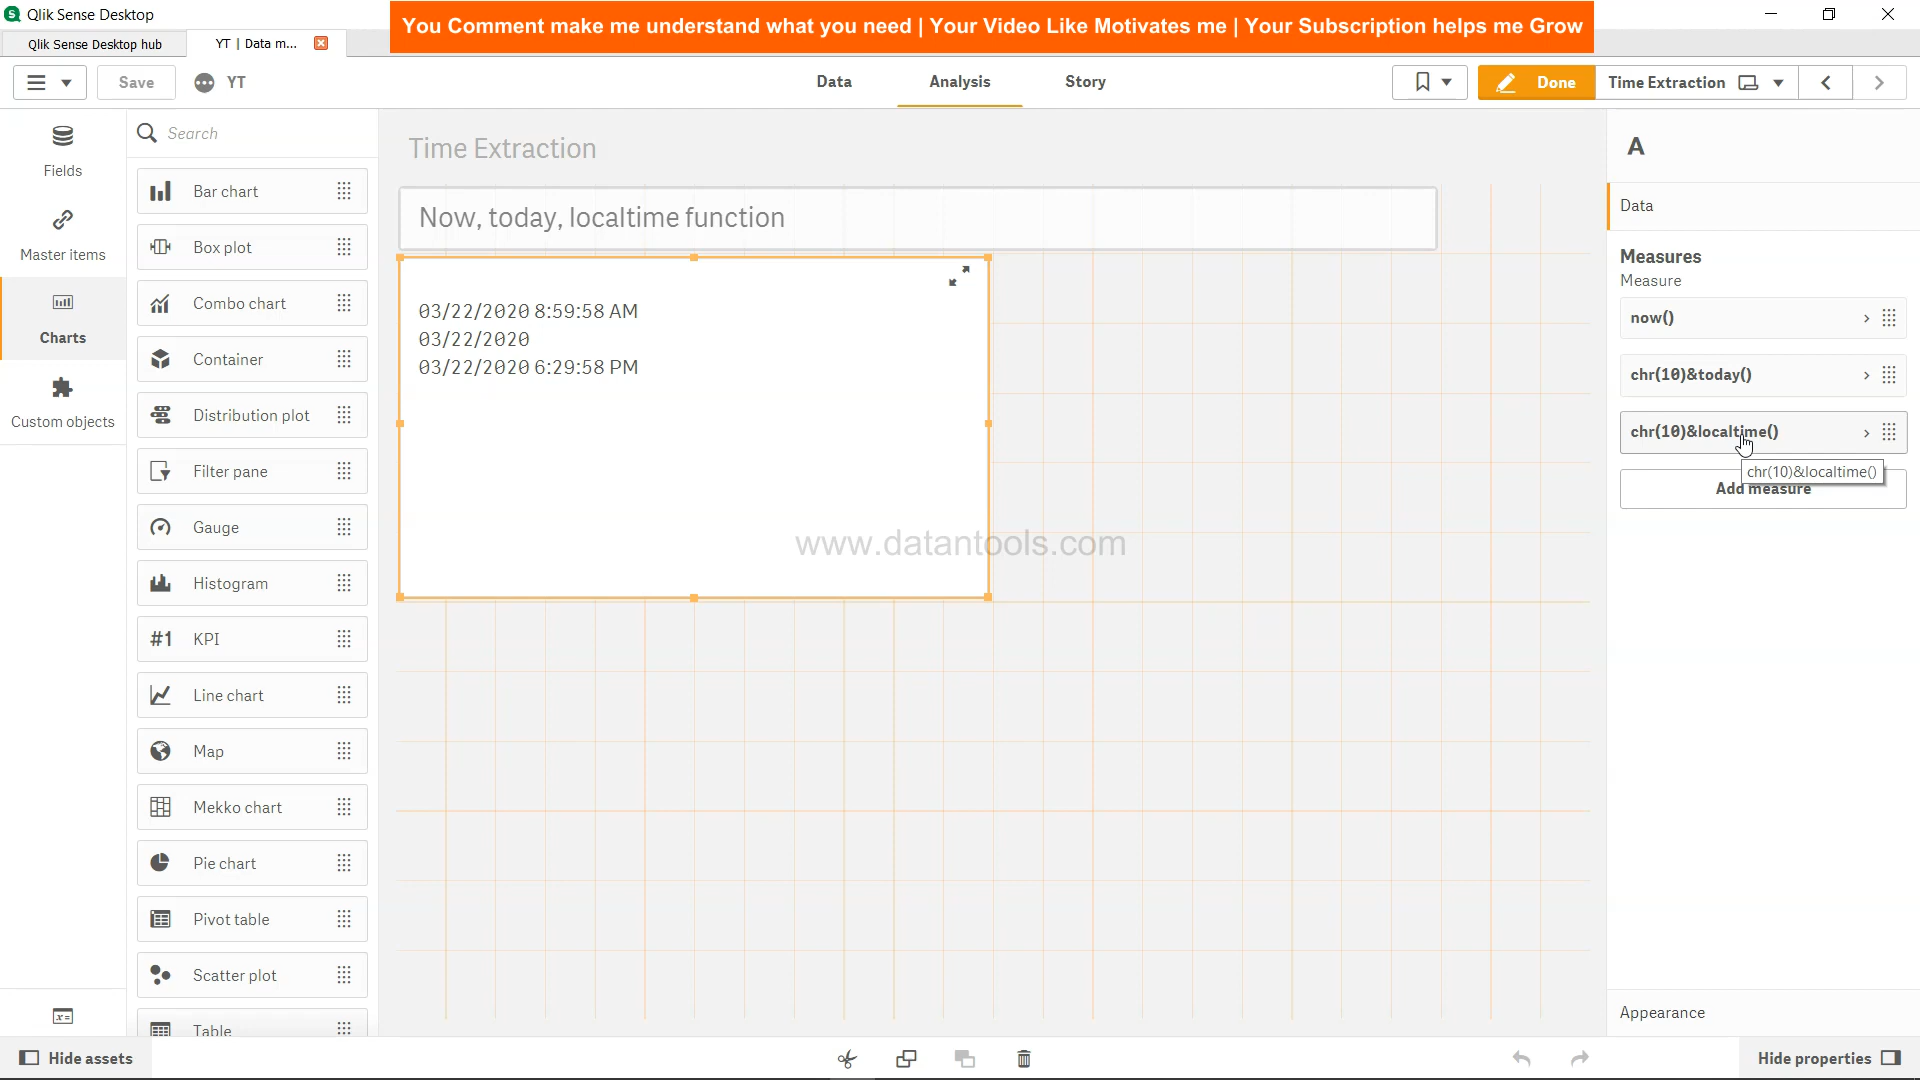 Qlik Sense Desktop
You Comment make me understand what you need | Your Video Like Motivates me | Your Subscription helps me Grow
Qlik Sense Desktop hub
YT | Data m...
Save
YT
Data
Analysis
Story
Done
Time Extraction
Fields
Master items
Charts
Custom objects
Search
Bar chart
Box plot
Combo chart
Container
Distribution plot
Filter pane
Gauge
Histogram
#1 KPI
Line chart
Map
Mekko chart
Pie chart
Pivot table
Scatter plot
Table
Time Extraction
Now, today, localtime function
03/22/2020 8:59:58 AM
03/22/2020
03/22/2020 6:29:58 PM
www.datantools.com
A
Data
Measures
Measure
now()
chr(10)&today()
chr(10)&localtime()
chr(10)&localtime()
Add measure
Appearance
Hide assets
Hide properties